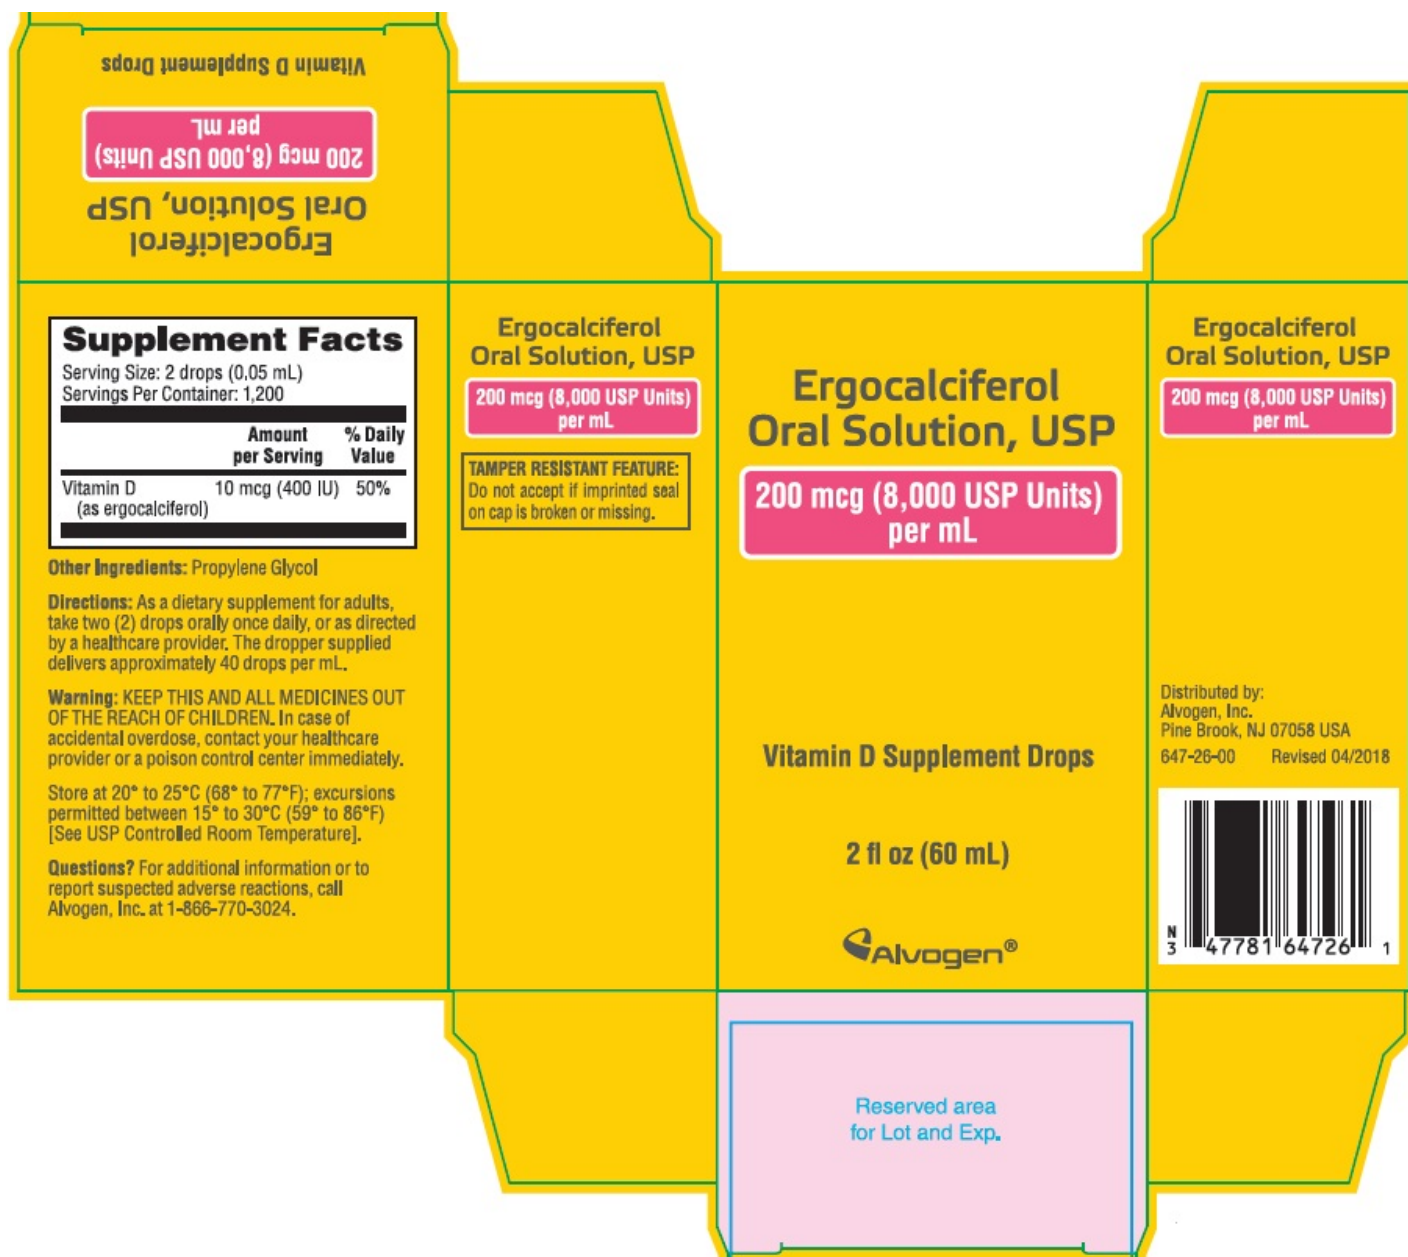 Vitamin D Supplement Drops
200 mcg (8,000 USP Units)
per mL
Ergocalciferol
Oral Solution, USP
Supplement Facts
Serving Size: 2 drops (0.05 mL)
Servings Per Container: 1,200
Amount
per Serving
% Daily
Value
Vitamin D 10 mcg (400 IU) 50%
(as ergocalciferol)
Other Ingredients: Propylene Glycol
Directions: As a dietary supplement for adults,
take two (2) drops orally once daily, or as directed
by a healthcare provider. The dropper supplied
delivers approximately 40 drops per mL.
Warning: KEEP THIS AND ALL MEDICINES OUT
OF THE REACH OF CHILDREN. In case of
accidental overdose, contact your healthcare
provider or a poison control center immediately.
Store at 20° to 25°C (68° to 77°F); excursions
permitted between 15° to 30°C (59° to 86°F)
[See USP Controlled Room Temperature].
Questions? For additional information or to
report suspected adverse reactions, call
Alvogen, Inc. at 1-866-770-3024.
Ergocalciferol
Oral Solution, USP
200 mcg (8,000 USP Units)
per mL
TAMPER RESISTANT FEATURE:
Do not accept if imprinted seal
on cap is broken or missing.
Ergocalciferol
Oral Solution, USP
200 mcg (8,000 USP Units)
per mL
Vitamin D Supplement Drops
2 fl oz (60 mL)
Alvogen®
Reserved area
for Lot and Exp.
Ergocalciferol
Oral Solution, USP
200 mcg (8,000 USP Units)
per mL
Distributed by:
Alvogen, Inc.
Pine Brook, NJ 07058 USA
647-26-00 Revised 04/2018
N
3 47781 64726 1